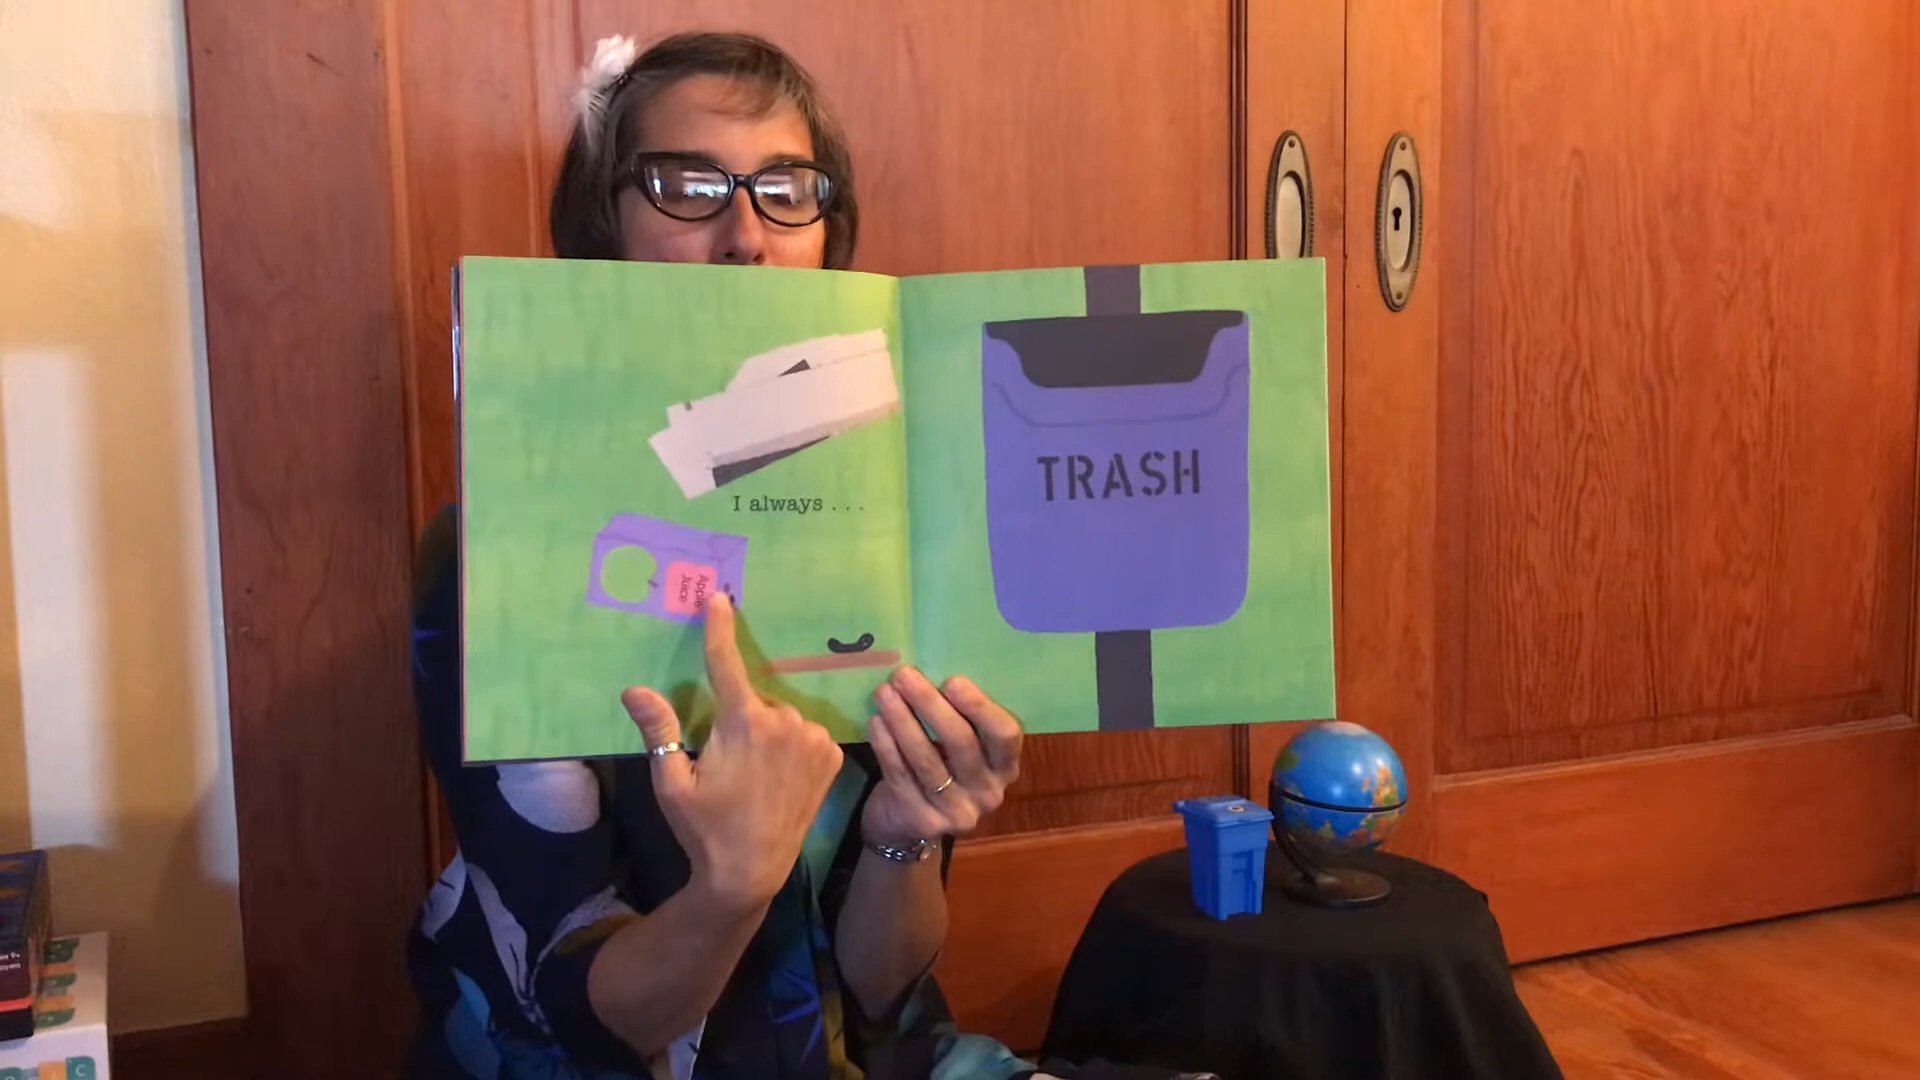 I always . . .
Apple
Juice
TRASH